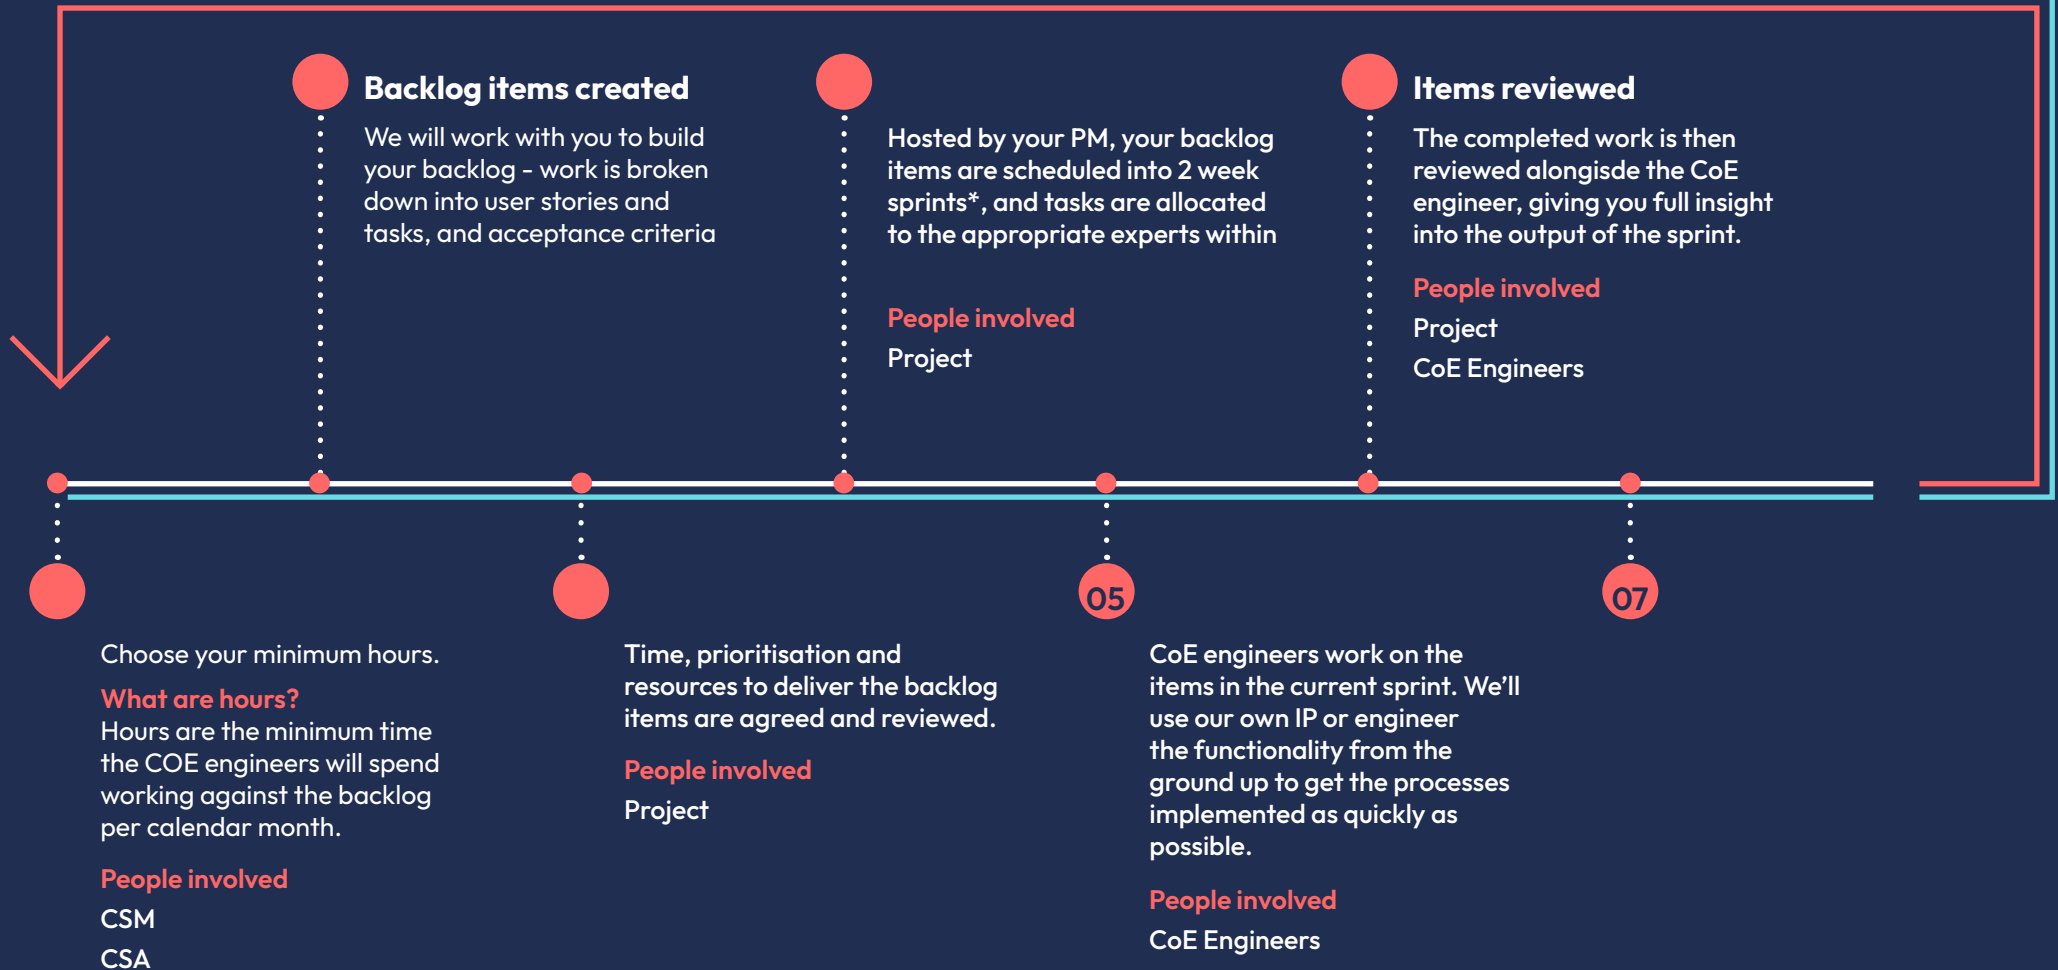 Backlog items created
We will work with you to build
your backlog - work is broken
down into user stories and
tasks, and acceptance criteria
Hosted by your PM, your backlog
items are scheduled into 2 week
sprints*, and tasks are allocated
to the appropriate experts within
People involved
Project
Items reviewed
The completed work is then
reviewed alongisde the CoE
engineer, giving you full insight
into the output of the sprint.
People involved
Project
CoE Engineers
Choose your minimum hours.
What are hours?
Hours are the minimum time
the COE engineers will spend
working against the backlog
per calendar month.
People involved
CSM
CSA
Time, prioritisation and
resources to deliver the backlog
items are agreed and reviewed.
People involved
Project
05
CoE engineers work on the
items in the current sprint. We’ll
use our own IP or engineer
the functionality from the
ground up to get the processes
implemented as quickly as
possible.
People involved
CoE Engineers
07